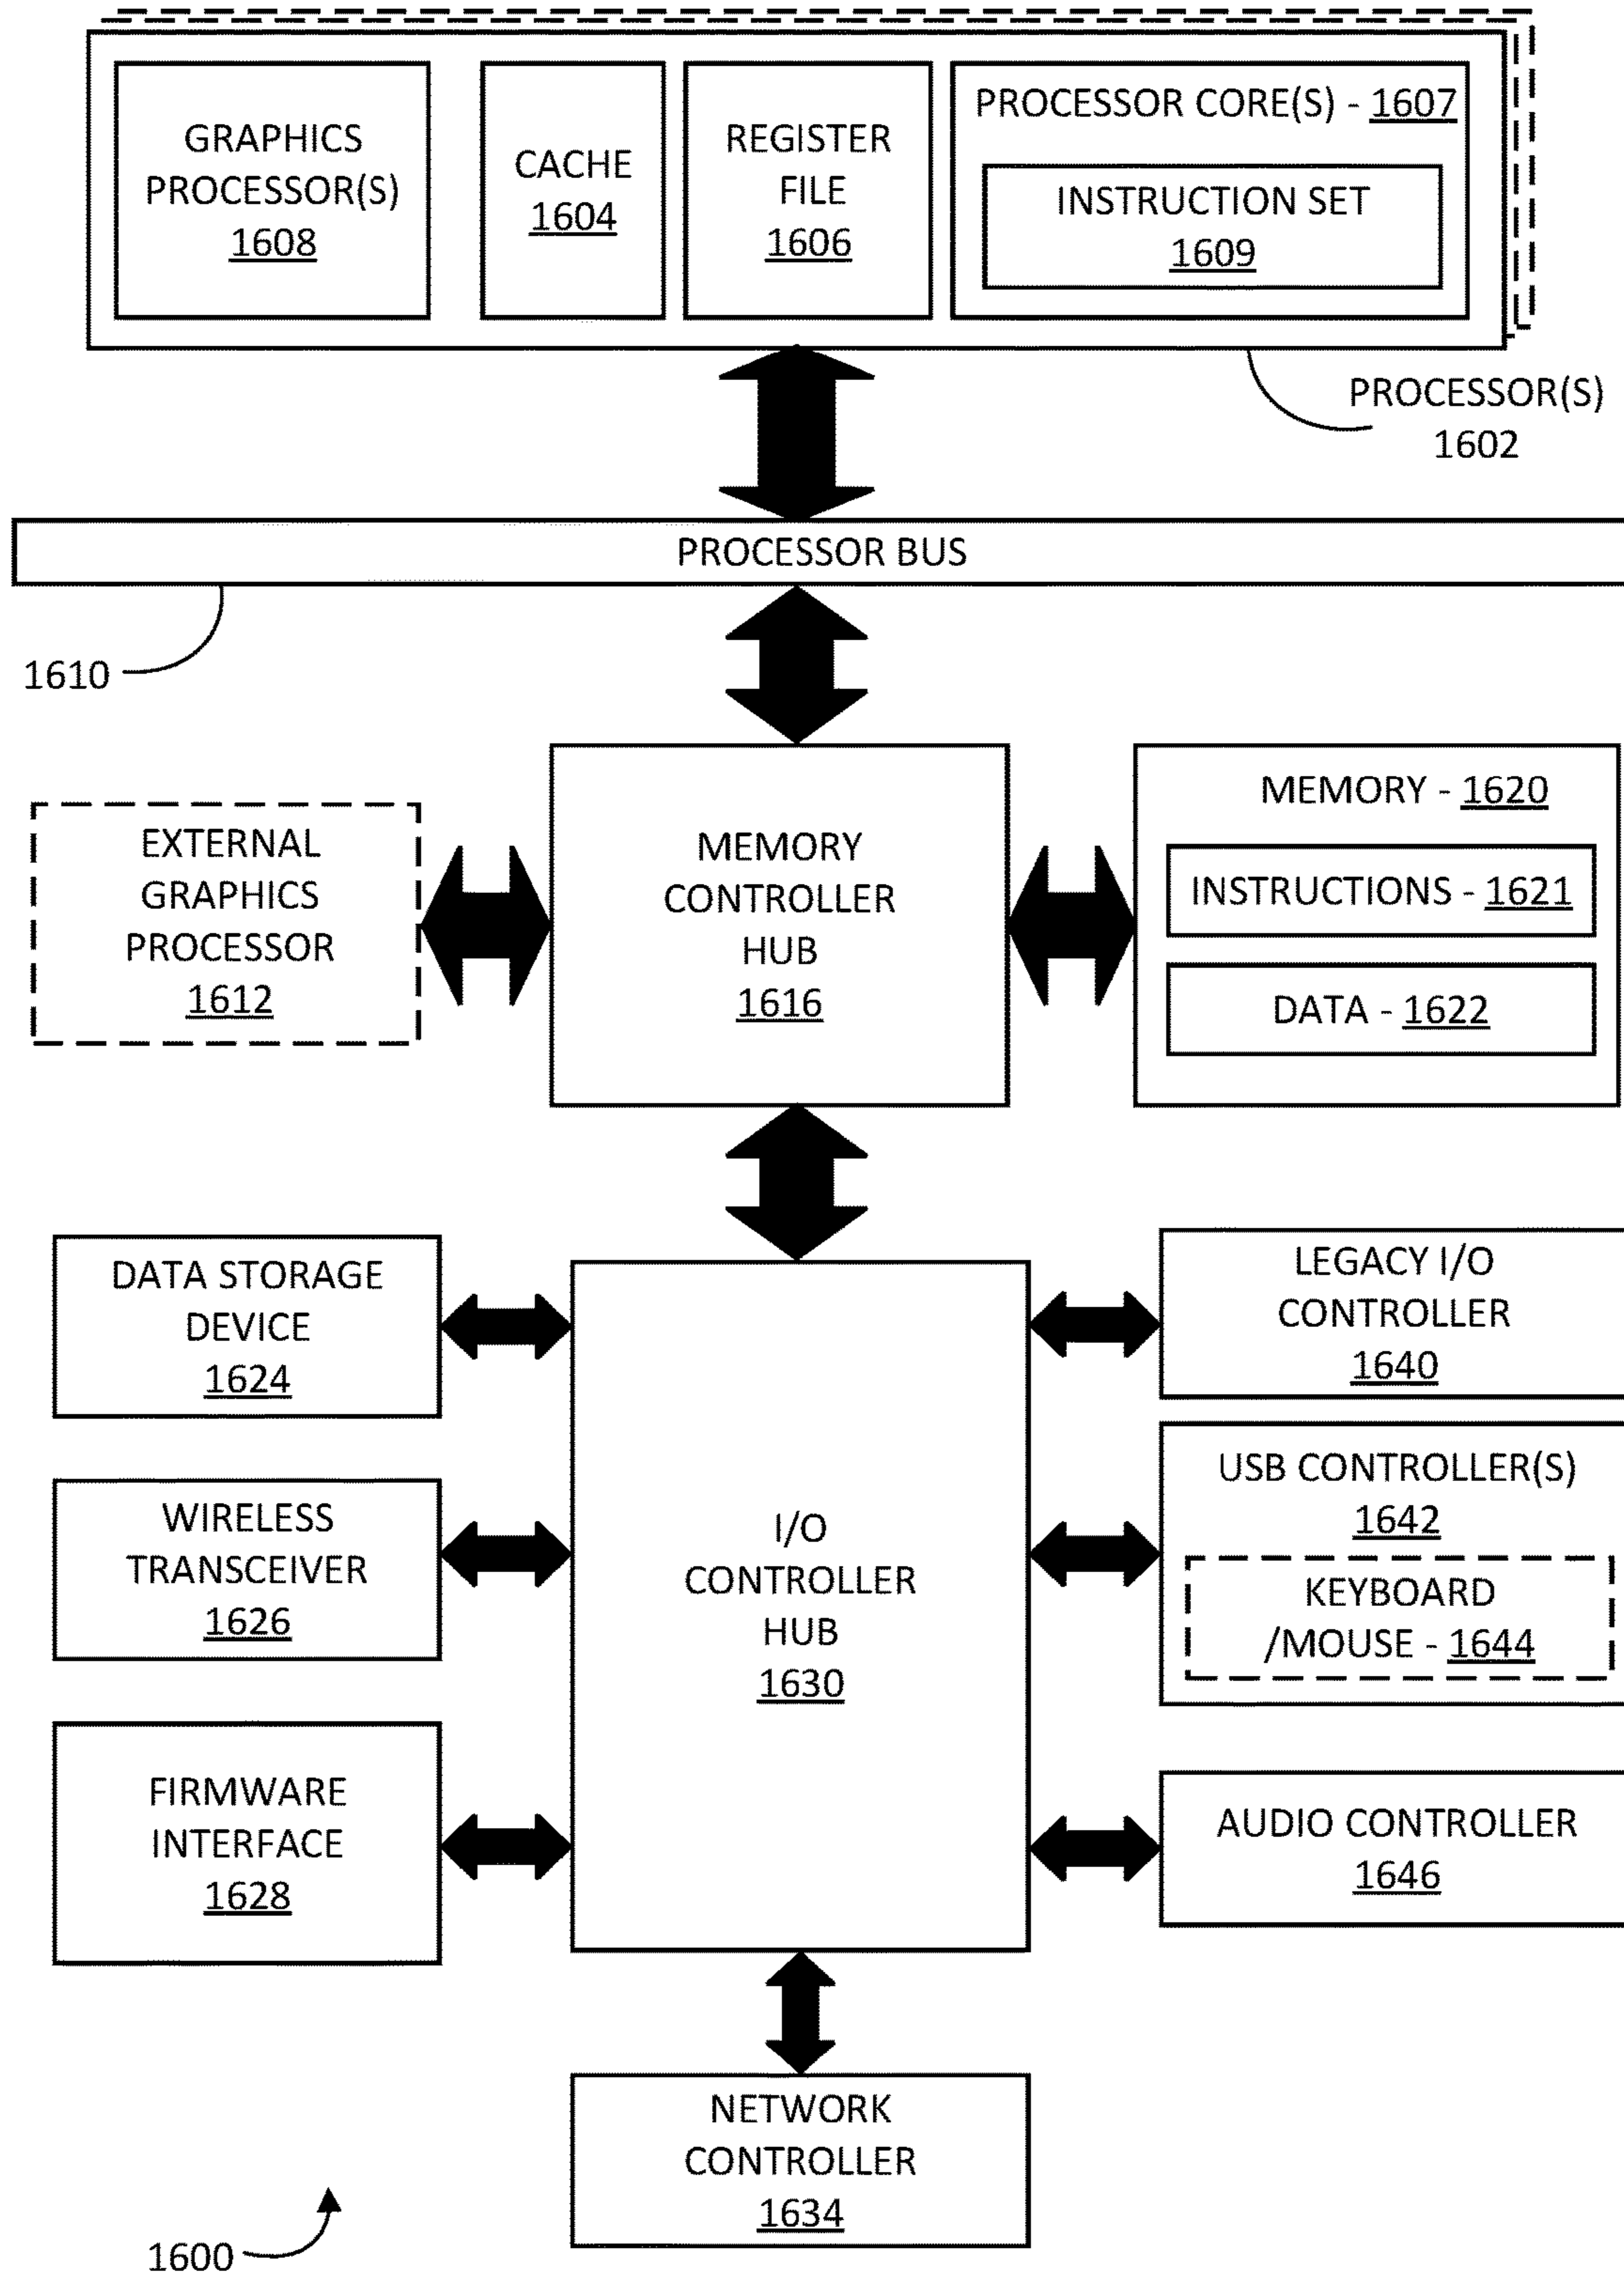 GRAPHICS
PROCESSOR(S)
1608
CACHE
1604
REGISTER
FILE
1606
PROCESSOR CORE(S) - 1607
INSTRUCTION SET
1609
PROCESSOR(S)
1602
PROCESSOR BUS
1610
EXTERNAL
GRAPHICS
PROCESSOR
1612
MEMORY
CONTROLLER
HUB
1616
MEMORY - 1620
INSTRUCTIONS - 1621
DATA - 1622
DATA STORAGE
DEVICE
1624
WIRELESS
TRANSCEIVER
1626
FIRMWARE
INTERFACE
1628
I/O
CONTROLLER
HUB
1630
LEGACY I/O
CONTROLLER
1640
USB CONTROLLER(S)
1642
KEYBOARD
/MOUSE - 1644
AUDIO CONTROLLER
1646
NETWORK
CONTROLLER
1634
1600